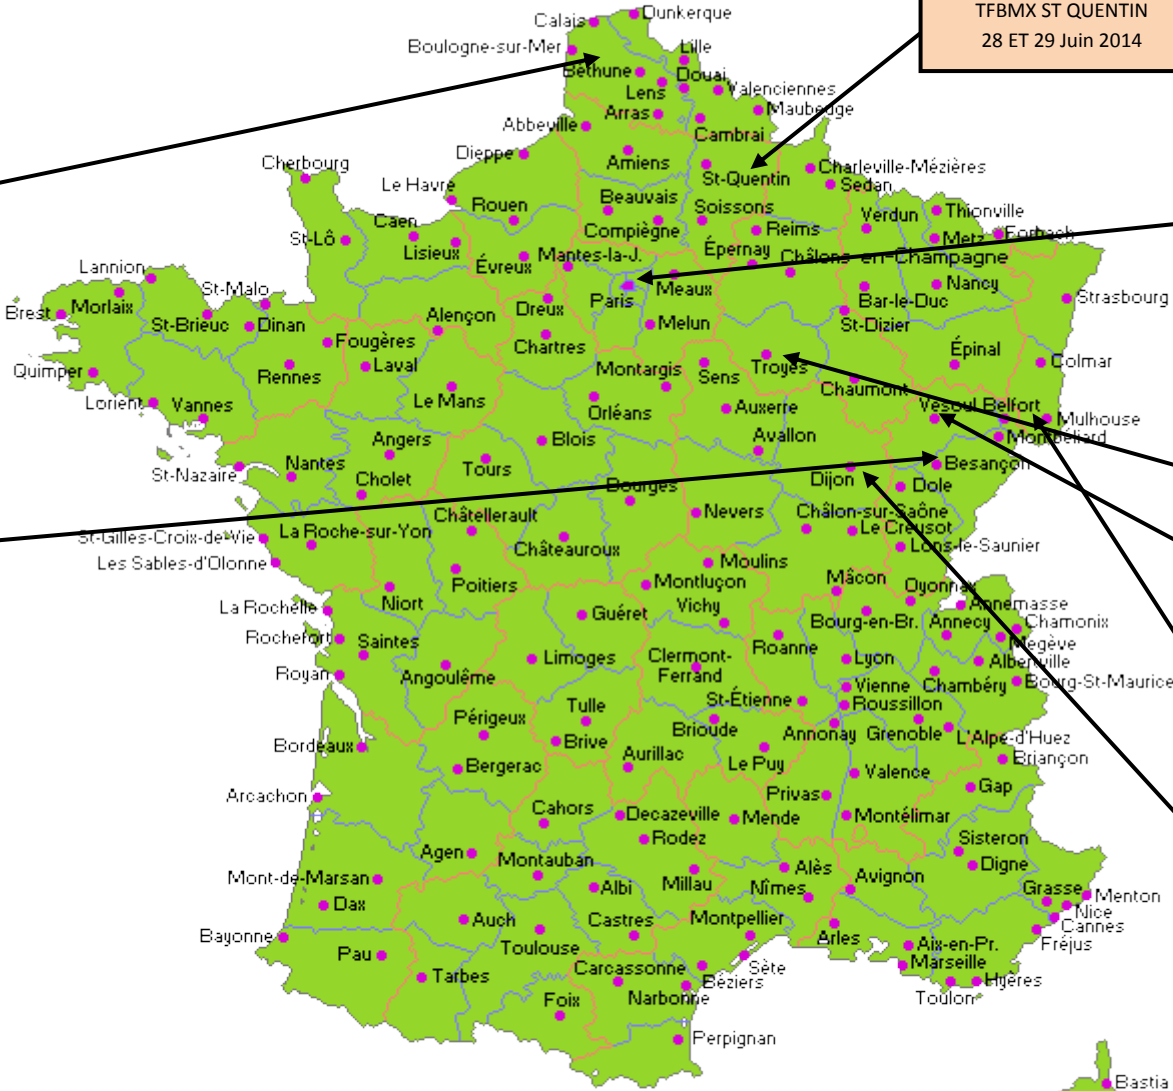 TFBMX ST QUENTIN
28 ET 29 Juin 2014
Dunkerque
Calais
Boulogne-sur-Mer
Lille
Béthune
Douai
Lens
Valenciennes
Arras
Maubeuge
Abbeville
Cambrai
Dieppe
Amiens
Cherbourg
St-Quentin
Charleville-Mézières
Sedan
Le Havre
Beauvais
Soissons
Rouen
Verdun
Thionville
Caen
Compiègne
Reims
Forbach
St-Lô
Lisieux
Metz
Évreux
Mantes-la-J.
Épernay
Châlons-en-Champagne
Lannion
Meaux
Nancy
St-Malo
Paris
Bar-le-Duc
Strasbourg
Morlaix
Dreux
Brest
St-Brieuc
Dinan
Alençon
Melun
St-Dizier
Fougères
Chartres
Épinal
Laval
Troyes
Colmar
Quimper
Rennes
Montargis
Sens
Chaumont
Le Mans
Lorient
Vannes
Orléans
Auxerre
Vesoul
Belfort
Mulhouse
Angers
Blois
Avallon
Montbéliard
Nantes
Tours
Besançon
St-Nazaire
Cholet
Dijon
Dole
Bourges
Châtellerault
Nevers
Châlon-sur-Saône
St-Gilles-Croix-de-Vie
La Roche-sur-Yon
Le Creusot
Châteauroux
Lons-le-Saunier
Les Sables-d'Olonne
Moulins
Poitiers
Montluçon
Mâcon
Oyonnax
Niort
La Rochelle
Guéret
Vichy
Annemasse
Bourg-en-Br.
Annecy
Chamonix
Rochefort
Saintes
Roanne
Megève
Limoges
Clermont-
Ferrand
Lyon
Albertville
Royan
Angoulême
Chambéry
Bourg-St-Maurice
Vienne
St-Étienne
Roussillon
Périgeux
Tulle
Brioude
Annonay
Grenoble
L'Alpe-d'Huez
Bordeaux
Brive
Aurillac
Le Puy
Briançon
Bergerac
Valence
Arcachon
Privas
Gap
Cahors
Decazeville
Mende
Montélimar
Rodez
Sisteron
Agen
Montauban
Alès
Digne
Mont-de-Marsan
Albi
Millau
Nîmes
Avignon
Grasse
Menton
Dax
Nice
Auch
Castres
Montpellier
Cannes
Bayonne
Toulouse
Arles
Fréjus
Pau
Aix-en-Pr.
Carcassonne
Sète
Marseille
Tarbes
Béziers
Hyères
Foix
Narbonne
Toulon
Perpignan
Bastia